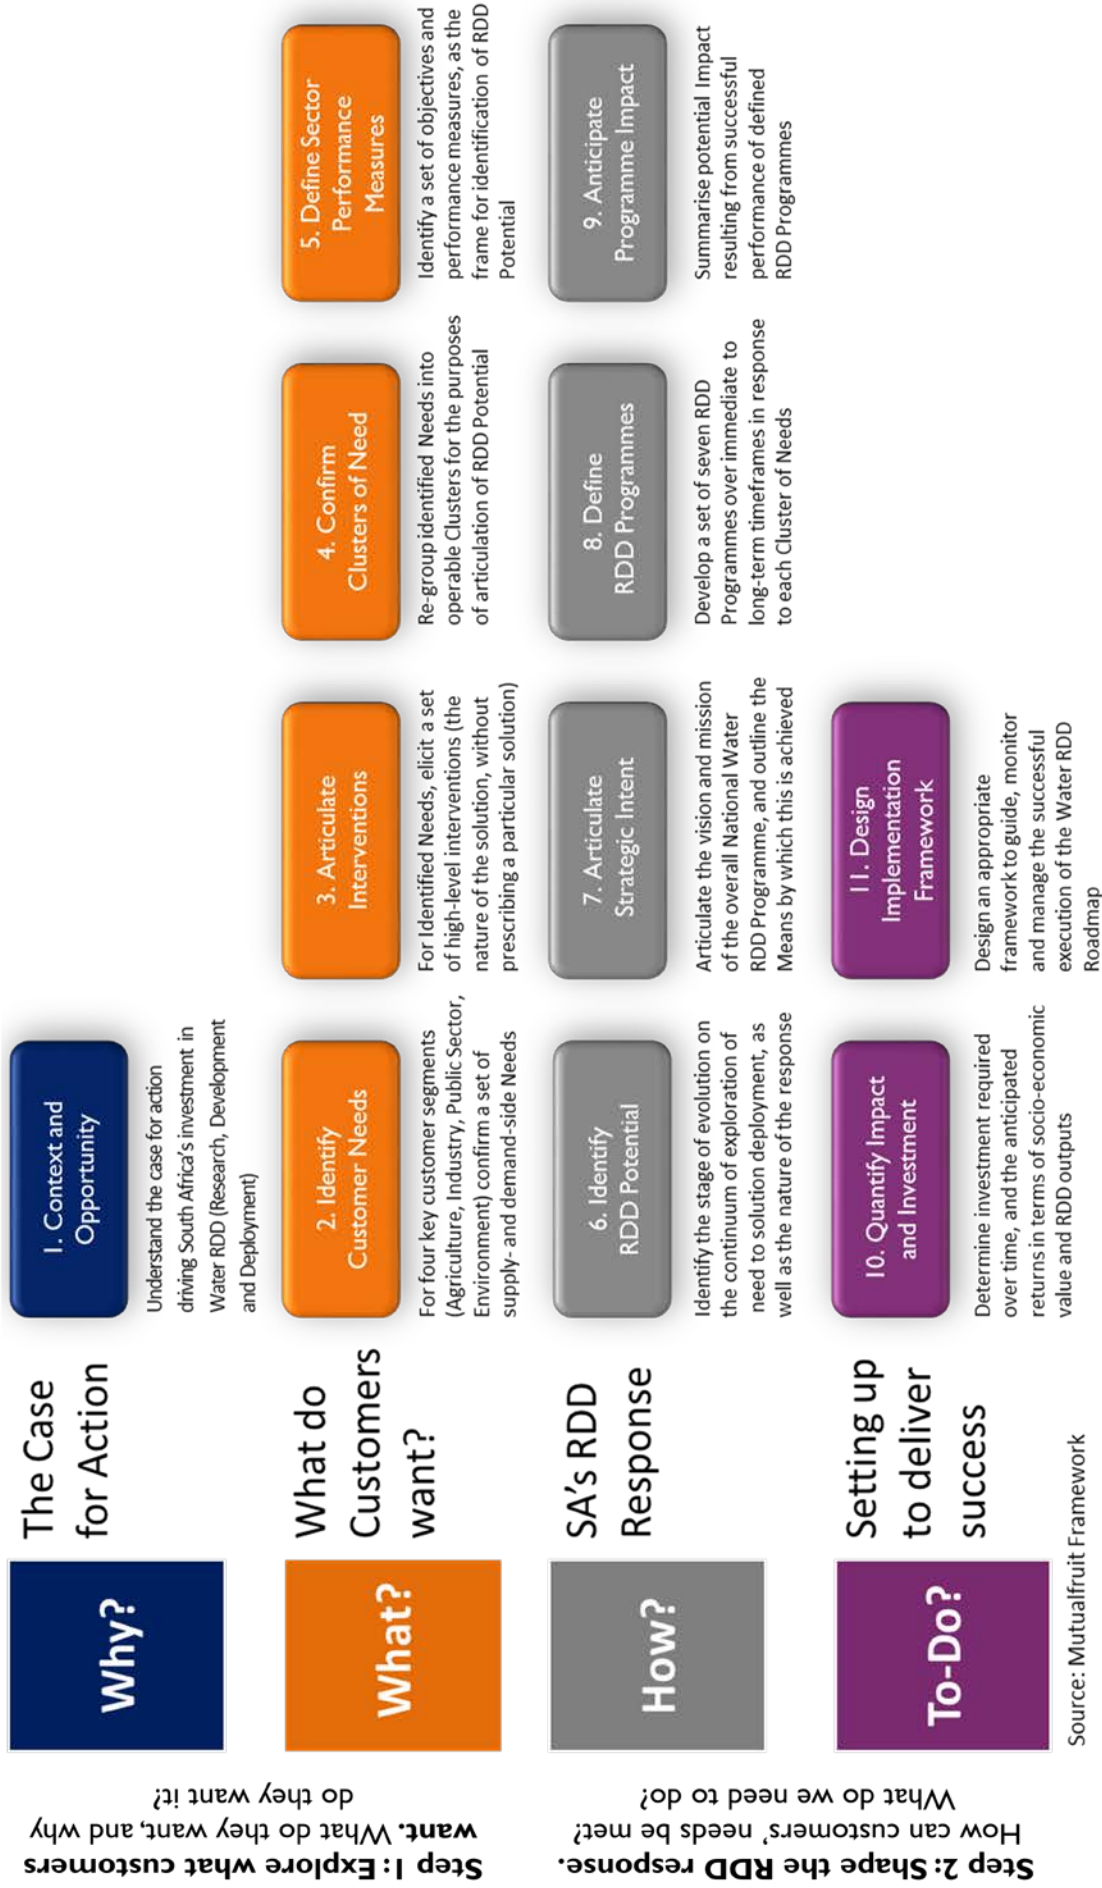 Step 1: Explore what customers
want. What do they want, and why
do they want it?
Why?
The Case
for Action
1. Context and
Opportunity
Understand the case for action
driving South Africa's investment in
Water RDD (Research, Development
and Deployment)
What?
What do
Customers
want?
2. Identify
Customer Needs
For four key customer segments
(Agriculture, Industry, Public Sector,
Environment) confirm a set of
supply- and demand-side Needs
3. Articulate
Interventions
For Identified Needs, elicit a set
of high-level interventions (the
nature of the solution, without
prescribing a particular solution)
4. Confirm
Clusters of Need
Re-group identified Needs into
operable Clusters for the purposes
of articulation of RDD Potential
5. Define Sector
Performance
Measures
Identify a set of objectives and
performance measures, as the
frame for identification of RDD
Potential
Step 2: Shape the RDD response.
How can customers' needs be met?
What do we need to do?
How?
SA's RDD
Response
6. Identify
RDD Potential
Identify the stage of evolution on
the continuum of exploration of
need to solution deployment, as
well as the nature of the response
7. Articulate
Strategic Intent
Articulate the vision and mission
of the overall National Water
RDD Programme, and outline the
Means by which this is achieved
8. Define
RDD Programmes
Develop a set of seven RDD
Programmes over immediate to
long-term timeframes in response
to each Cluster of Needs
9. Anticipate
Programme Impact
Summarise potential Impact
resulting from successful
performance of defined
RDD Programmes
To-Do?
Setting up
to deliver
success
10. Quantify Impact
and Investment
Determine investment required
over time, and the anticipated
returns in terms of socio-economic
value and RDD outputs
11. Design
Implementation
Framework
Design an appropriate
framework to guide, monitor
and manage the successful
execution of the Water RDD
Roadmap
Source: Mutualfruit Framework